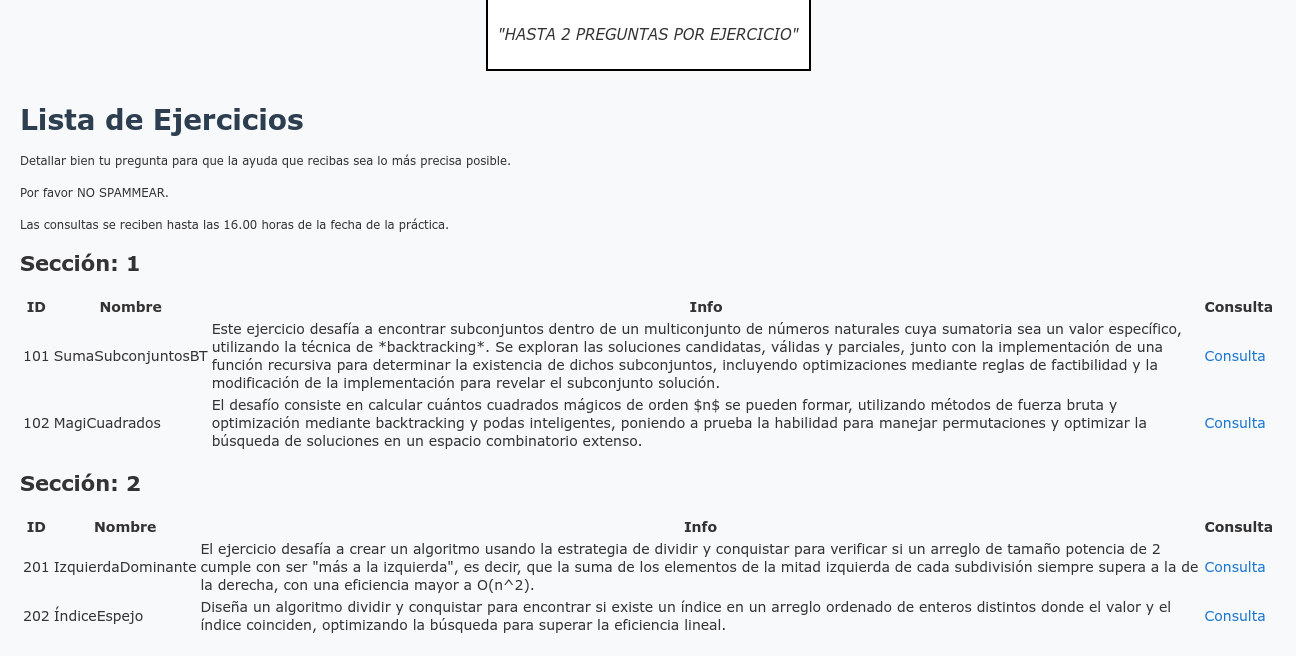 "HASTA 2 PREGUNTAS POR EJERCICIO"
Lista de Ejercicios
Detallar bien tu pregunta para que la ayuda que recibas sea lo más precisa posible.
Por favor NO SPAMMEAR.
Las consultas se reciben hasta las 16.00 horas de la fecha de la práctica.
Sección: 1
ID Nombre Info Consulta
101 SumaSubconjuntosBT Este ejercicio desafía a encontrar subconjuntos dentro de un multiconjunto de números naturales cuya sumatoria sea un valor específico,
utilizando la técnica de *backtracking*. Se exploran las soluciones candidatas, válidas y parciales, junto con la implementación de una
función recursiva para determinar la existencia de dichos subconjuntos, incluyendo optimizaciones mediante reglas de factibilidad y la
modificación de la implementación para revelar el subconjunto solución.
Consulta
102 MagiCuadrados El desafío consiste en calcular cuántos cuadrados mágicos de orden $n$ se pueden formar, utilizando métodos de fuerza bruta y
optimización mediante backtracking y podas inteligentes, poniendo a prueba la habilidad para manejar permutaciones y optimizar la
búsqueda de soluciones en un espacio combinatorio extenso.
Consulta
Sección: 2
ID Nombre Info Consulta
201 IzquierdaDominante El ejercicio desafía a crear un algoritmo usando la estrategia de dividir y conquistar para verificar si un arreglo de tamaño potencia de 2
cumple con ser "más a la izquierda", es decir, que la suma de los elementos de la mitad izquierda de cada subdivisión siempre supera a la de
la derecha, con una eficiencia mayor a O(n^2).
Consulta
202 ÍndiceEspejo Diseña un algoritmo dividir y conquistar para encontrar si existe un índice en un arreglo ordenado de enteros distintos donde el valor y el
índice coinciden, optimizando la búsqueda para superar la eficiencia lineal.
Consulta